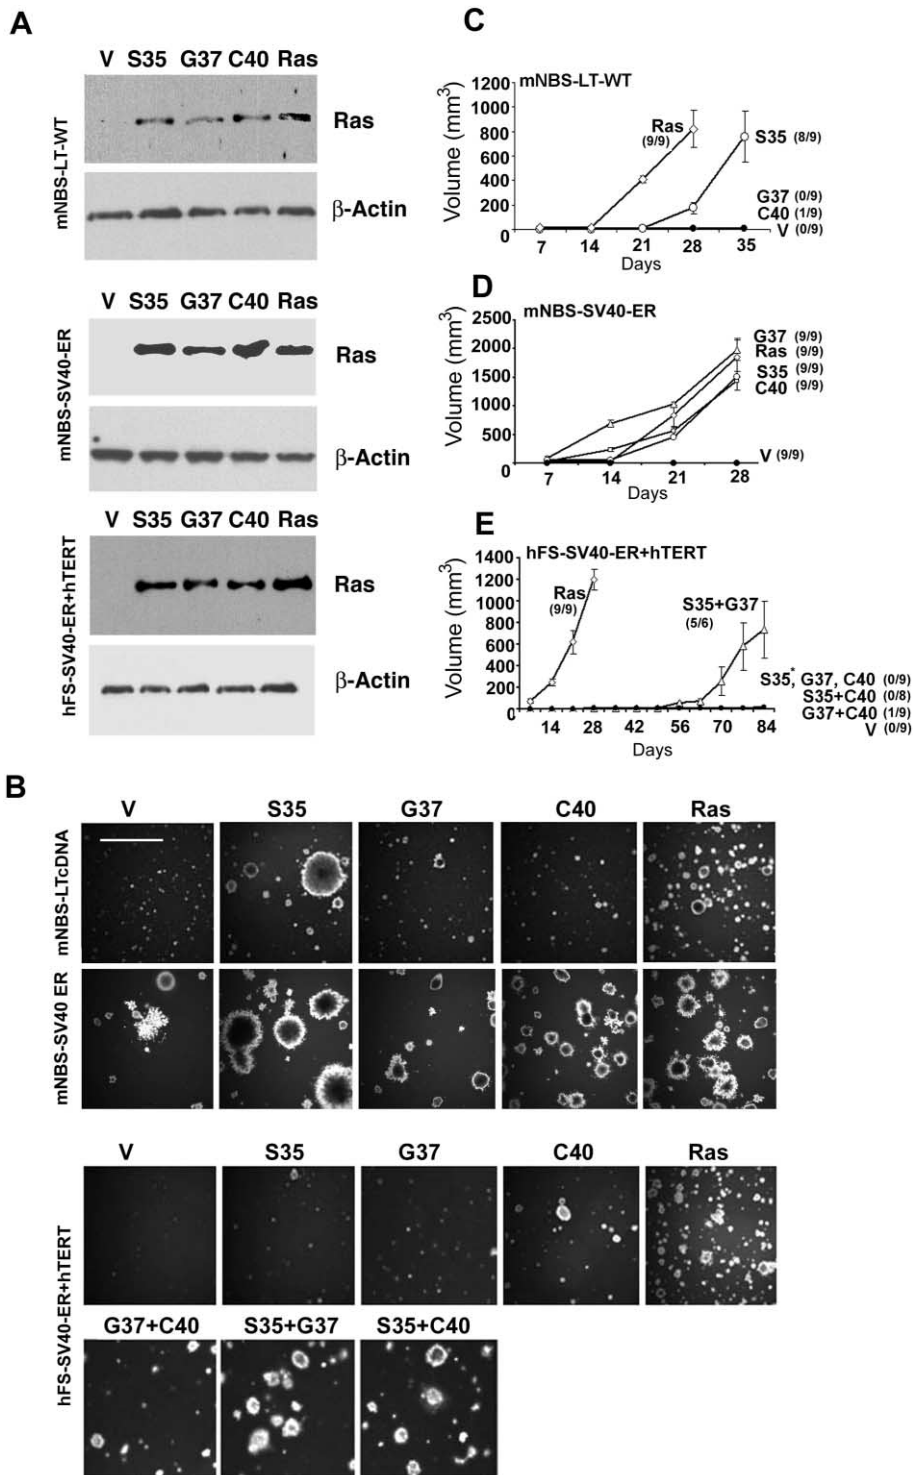 A
V S35 G37 C40 Ras
mNBS-LT-WT
Ras
β-Actin
V S35 G37 C40 Ras
mNBS-SV40-ER
Ras
β-Actin
V S35 G37 C40 Ras
hFS-SV40-ER+hTERT
Ras
β-Actin
C
mNBS-LT-WT
Volume (mm3)
1200
1000
800
600
400
200
0
Ras
(9/9)
S35 (8/9)
G37 (0/9)
C40 (1/9)
V (0/9)
7 14 21 28 35
Days
D
mNBS-SV40-ER
Volume (mm3)
2500
2000
1500
1000
500
0
G37 (9/9)
Ras (9/9)
S35 (9/9)
C40 (9/9)
V (9/9)
7 14 21 28
Days
E
hFS-SV40-ER+hTERT
Volume (mm3)
1400
1200
1000
800
600
400
200
0
Ras
(9/9)
S35+G37
(5/6)
S35*, G37, C40 (0/9)
S35+C40 (0/8)
G37+C40 (1/9)
V (0/9)
14 28 42 56 70 84
Days
B
V S35 G37 C40 Ras
mNBS-LTcDNA
mNBS-SV40 ER
V S35 G37 C40 Ras
hFS-SV40-ER+hTERT
G37+C40 S35+G37 S35+C40